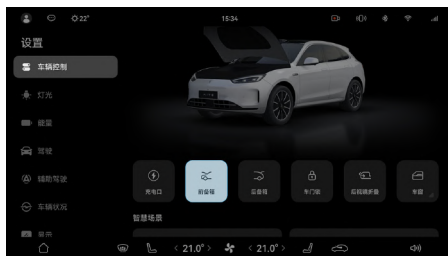 22°
15:34
设置
车辆控制
灯光
能量
驾驶
辅助驾驶
车辆状况
充电口
前备箱
后备箱
车门锁
后视镜折叠
车窗
智慧场景
21.0°
21.0°